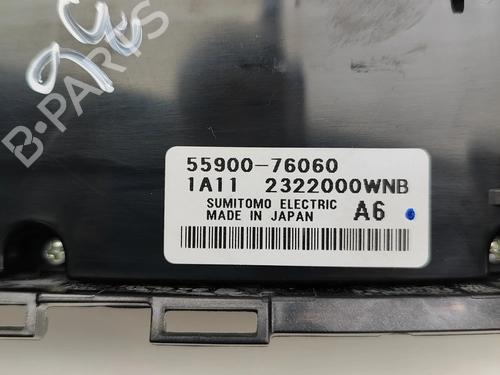 B-PARTS
55900-76060
1A11 2322000WNB
SUMITOMO ELECTRIC
MADE IN JAPAN A6